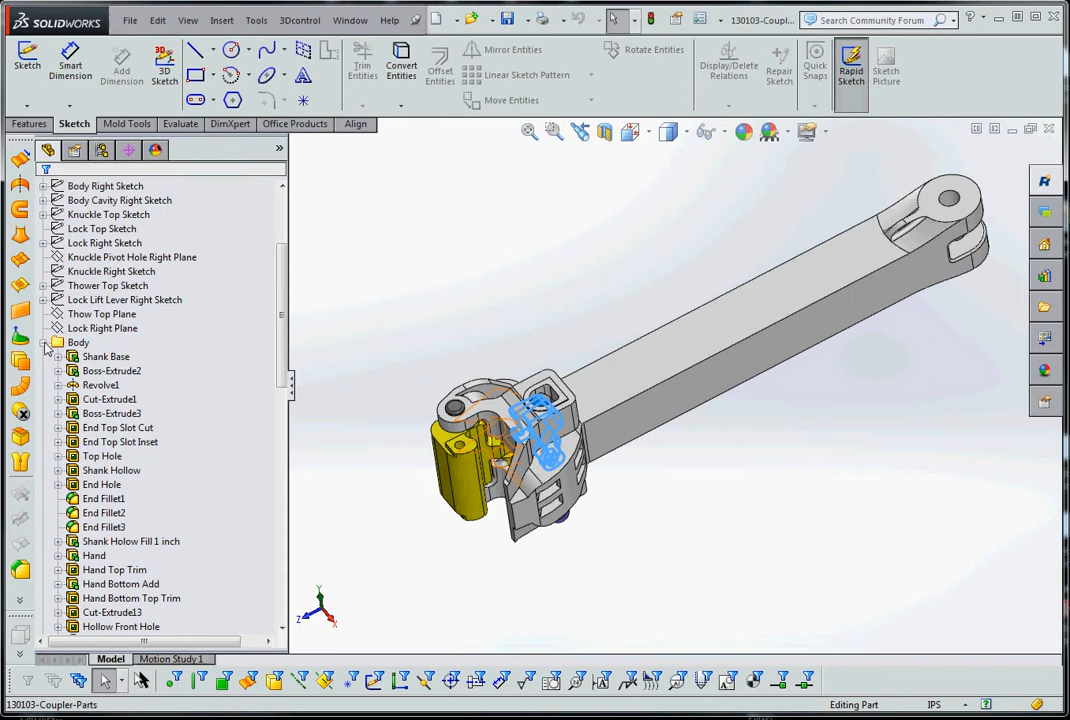 SOLIDWORKS
File
Edit
View
Insert
Tools
3Dcontrol
Window
Help
130103-Coupl...
Search Community Forum
Sketch
Smart Dimension
Add Dimension
3D Sketch
Trim Entities
Convert Entities
Offset Entities
Mirror Entities
Linear Sketch Pattern
Move Entities
Rotate Entities
Display/Delete Relations
Repair Sketch
Quick Snaps
Rapid Sketch
Sketch Picture
Features
Sketch
Mold Tools
Evaluate
DimXpert
Office Products
Align
Body Right Sketch
Body Cavity Right Sketch
Knuckle Top Sketch
Lock Top Sketch
Lock Right Sketch
Knuckle Pivot Hole Right Plane
Knuckle Right Sketch
Thower Top Sketch
Lock Lift Lever Right Sketch
Thow Top Plane
Lock Right Plane
Body
Shank Base
Boss-Extrude2
Revolve1
Cut-Extrude1
Boss-Extrude3
End Top Slot Cut
End Top Slot Inset
Top Hole
Shank Hollow
End Hole
End Fillet1
End Fillet2
End Fillet3
Shank Holow Fill 1 inch
Hand
Hand Top Trim
Hand Bottom Add
Hand Bottom Top Trim
Cut-Extrude13
Hollow Front Hole
Y
Z
X
Model
Motion Study 1
130103-Coupler-Parts
Editing Part
IPS